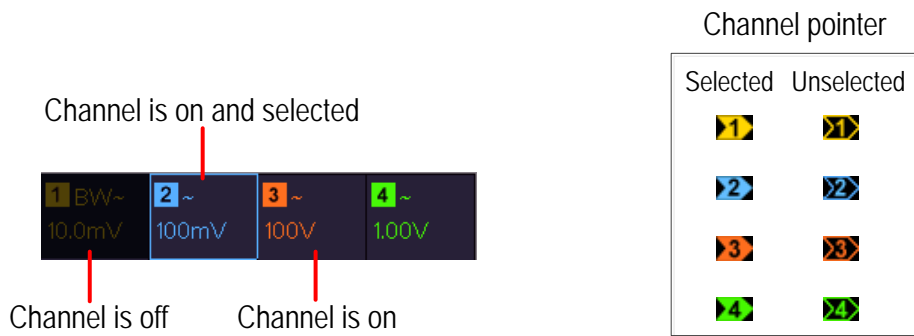 Channel pointer
Selected Unselected
1 1
2 2
3 3
4 4
Channel is on and selected
1 BW~ 2 ~ 3 ~ 4 ~
10.0mV 100mV 100V 1.00V
Channel is off Channel is on